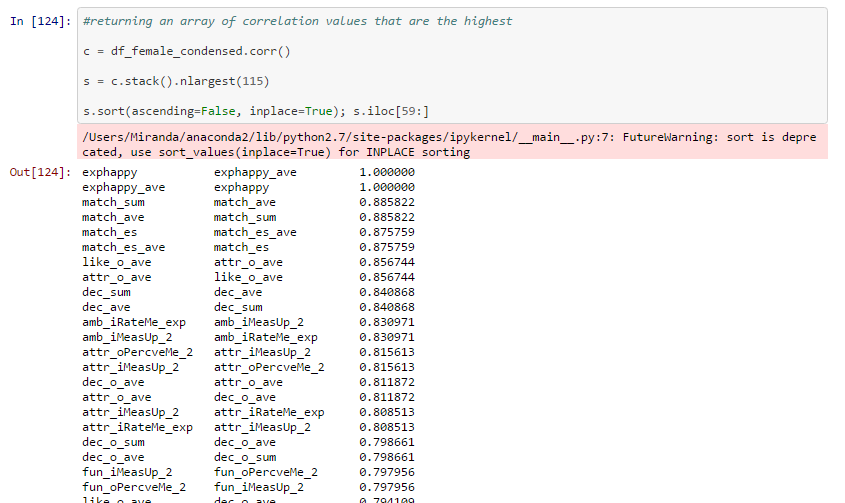 In [124]: #returning an array of correlation values that are the highest
c = df_female_condensed.corr()
s = c.stack().nlargest(115)
s.sort(ascending=False, inplace=True); s.iloc[59:]
/Users/Miranda/anaconda2/lib/python2.7/site-packages/ipykernel/__main__.py:7: FutureWarning: sort is depre
cated, use sort_values(inplace=True) for INPLACE sorting
Out[124]: exphappy exphappy_ave 1.000000
exphappy_ave exphappy 1.000000
match_sum match_ave 0.885822
match_ave match_sum 0.885822
match_es match_es_ave 0.875759
match_es_ave match_es 0.875759
like_o_ave attr_o_ave 0.856744
attr_o_ave like_o_ave 0.856744
dec_sum dec_ave 0.840868
dec_ave dec_sum 0.840868
amb_iRateMe_exp amb_iMeasUp_2 0.830971
amb_iMeasUp_2 amb_iRateMe_exp 0.830971
attr_oPercveMe_2 attr_iMeasUp_2 0.815613
attr_iMeasUp_2 attr_oPercveMe_2 0.815613
dec_o_ave attr_o_ave 0.811872
attr_o_ave dec_o_ave 0.811872
attr_iMeasUp_2 attr_iRateMe_exp 0.808513
attr_iRateMe_exp attr_iMeasUp_2 0.808513
dec_o_sum dec_o_ave 0.798661
dec_o_ave dec_o_sum 0.798661
fun_iMeasUp_2 fun_oPercveMe_2 0.797956
fun_oPercveMe_2 fun_iMeasUp_2 0.797956
like_o_ave dec_o_ave 0.794109